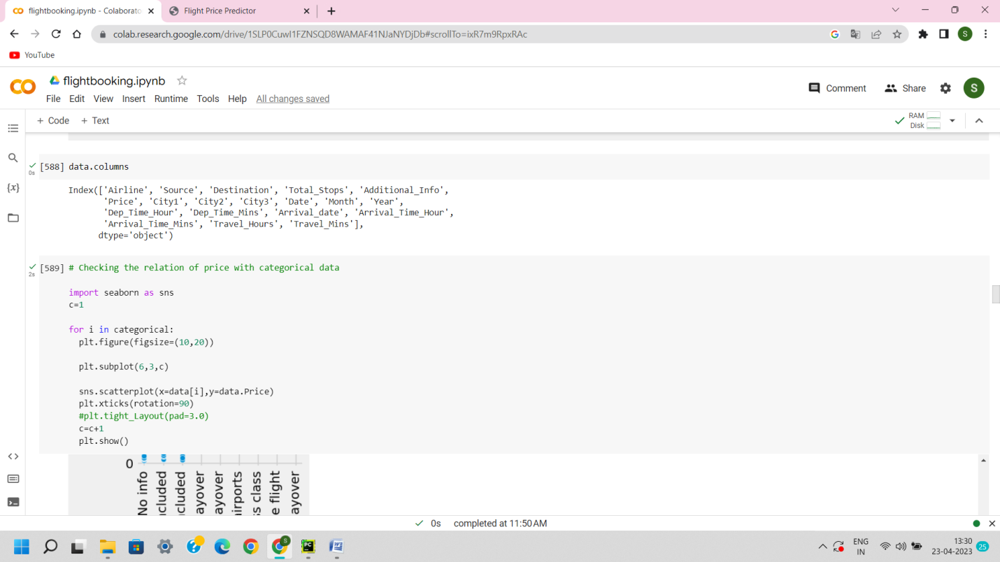 flightbooking.ipynb - Colaborato
Flight Price Predictor
colab.research.google.com/drive/1SLP0CuwI1FZNSQD8WAMAF41NJaNYDjDb#scrollTo=ixR7m9RpxRAc
S
YouTube
flightbooking.ipynb
File Edit View Insert Runtime Tools Help All changes saved
Comment
Share
S
+ Code + Text
RAM
Disk
[588] data.columns
0s
Index(['Airline', 'Source', 'Destination', 'Total_Stops', 'Additional_Info',
'Price', 'City1', 'City2', 'City3', 'Date', 'Month', 'Year',
'Dep_Time_Hour', 'Dep_Time_Mins', 'Arrival_date', 'Arrival_Time_Hour',
'Arrival_Time_Mins', 'Travel_Hours', 'Travel_Mins'],
dtype='object')
[589] # Checking the relation of price with categorical data
2s
import seaborn as sns
c=1
for i in categorical:
plt.figure(figsize=(10,20))
plt.subplot(6,3,c)
sns.scatterplot(x=data[i],y=data.Price)
plt.xticks(rotation=90)
#plt.tight_Layout(pad=3.0)
c=c+1
plt.show()
0
No info
cluded
cluded
ayover
ayover
irports
s class
e flight
ayover
0s completed at 11:50 AM
ENG
IN
13:30
23-04-2023
25